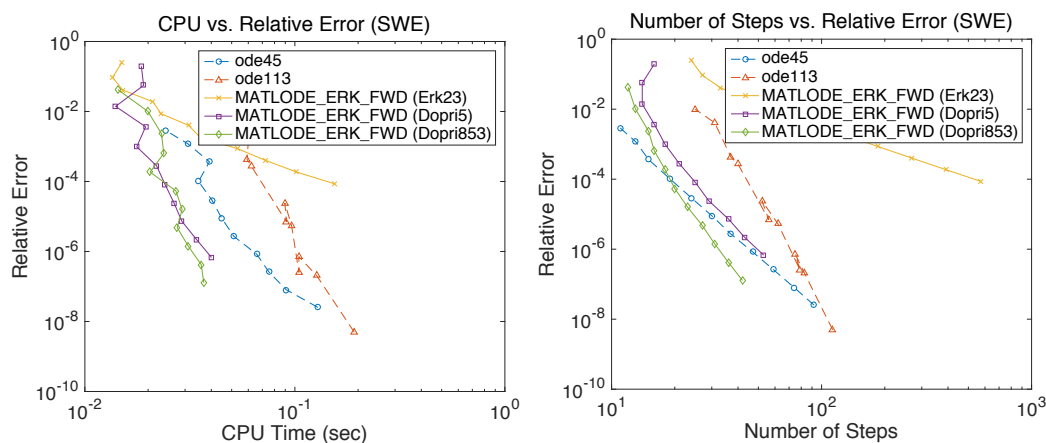 CPU vs. Relative Error (SWE)
10^0
10^-2
10^-4
10^-6
10^-8
10^-10
Relative Error
ode45
ode113
MATLODE_ERK_FWD (Erk23)
MATLODE_ERK_FWD (Dopri5)
MATLODE_ERK_FWD (Dopri853)
10^-2
10^-1
10^0
CPU Time (sec)
Number of Steps vs. Relative Error (SWE)
10^0
10^-2
10^-4
10^-6
10^-8
10^-10
Relative Error
ode45
ode113
MATLODE_ERK_FWD (Erk23)
MATLODE_ERK_FWD (Dopri5)
MATLODE_ERK_FWD (Dopri853)
10^1
10^2
10^3
Number of Steps